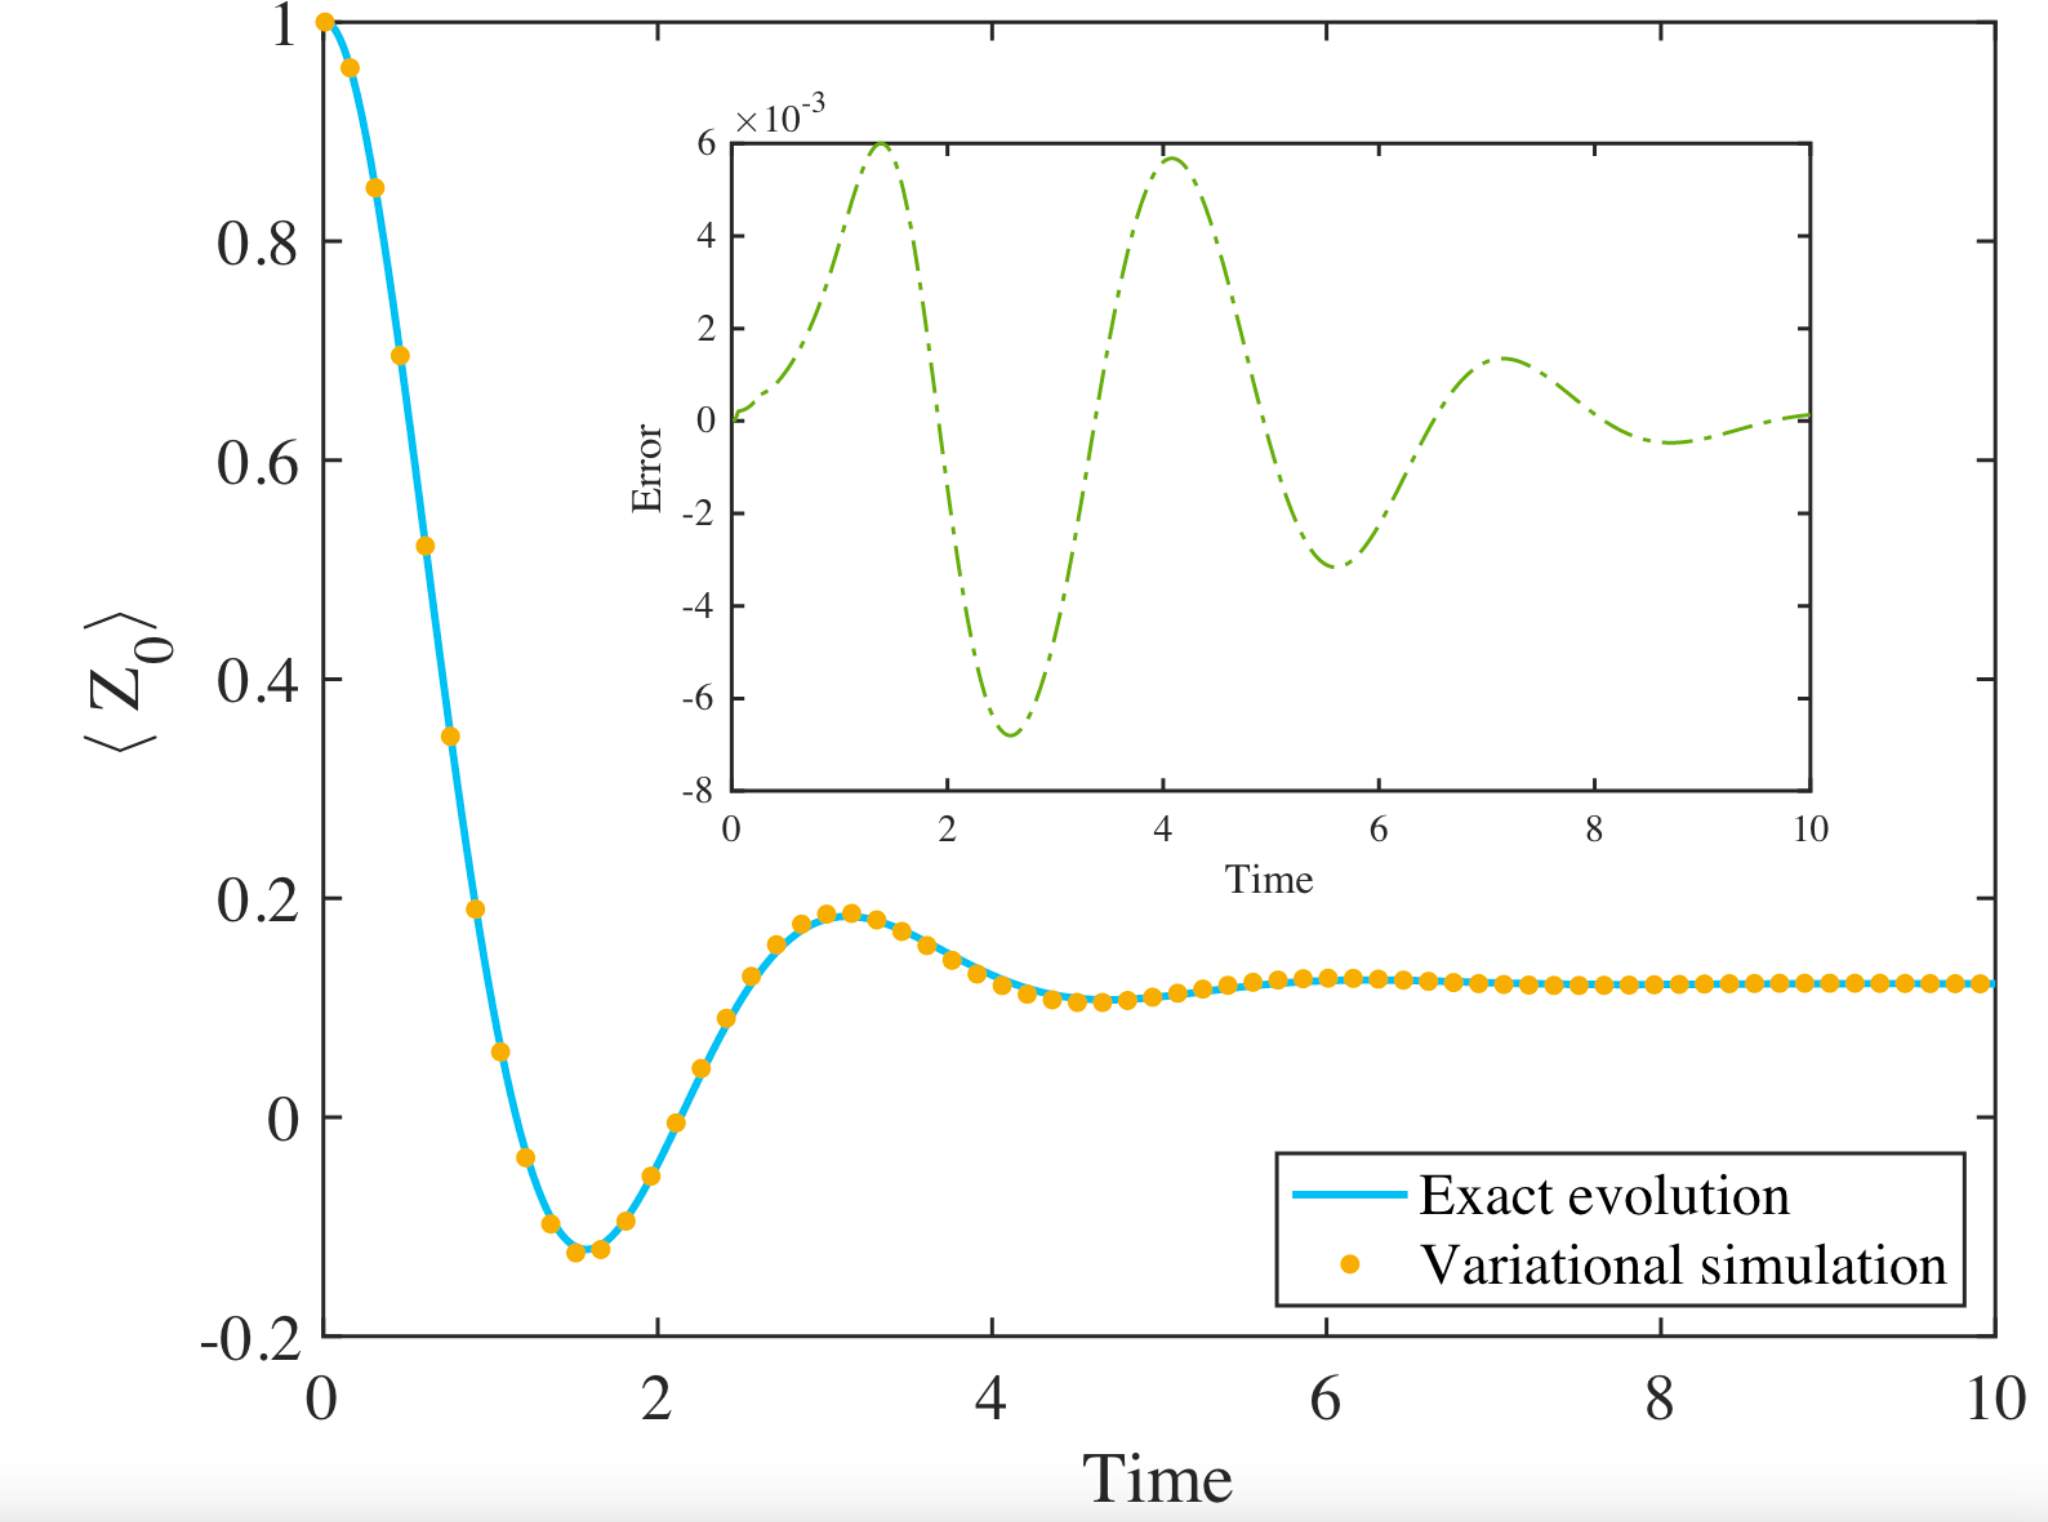 1
0.8
0.6
0.4
0.2
0
-0.2
⟨ Z0 ⟩
0 2 4 6 8 10
Time
×10-3
6
4
2
0
-2
-4
-6
-8
Error
0 2 4 6 8 10
Time
Exact evolution
Variational simulation